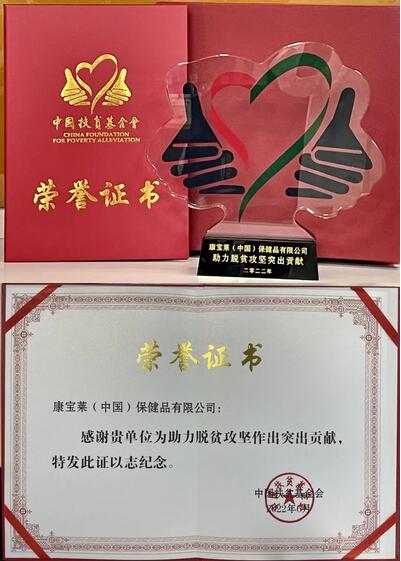 中国扶贫基金會
CHINA FOUNDATION
FOR POVERTY ALLEVIATION
荣誉证书
康宝莱（中国）保健品有限公司
助力脱贫攻坚突出贡献
二零二二年
荣誉证书
康宝莱（中国）保健品有限公司：
感谢贵单位为助力脱贫攻坚作出突出贡献，
特发此证以志纪念。
中国扶贫基金会
2022年6月